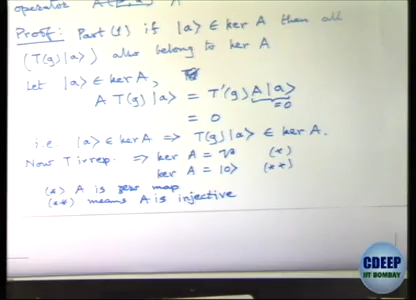 operator
Proof: Part (1) if |a> ∈ ker A then all
(T(g)|a>) also belong to ker A
Let |a> ∈ ker A,
A T(g) |a> = T'(g) A |a>
=0
= 0
i.e. |a> ∈ ker A => T(g) |a> ∈ ker A.
Now T irrep. => ker A = V (*)
ker A = |0> (**)
(*) A is zero map
(**) means A is injective
CDEEP
IIT BOMBAY